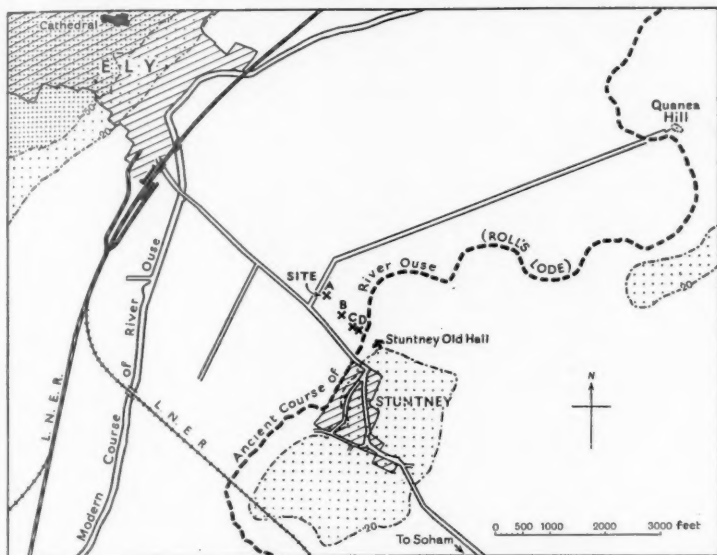 Cathedral
ELY
50
20
Quanea
Hill
(ROLL'S LODE)
River Ouse
SITE
A
B
C D
Stuntney Old Hall
STUNTNEY
Ancient Course of
Modern Course of River Ouse
L. N. E. R.
L. N. E. R
20
20
N
0 500 1000 2000 3000 feet
To Soham